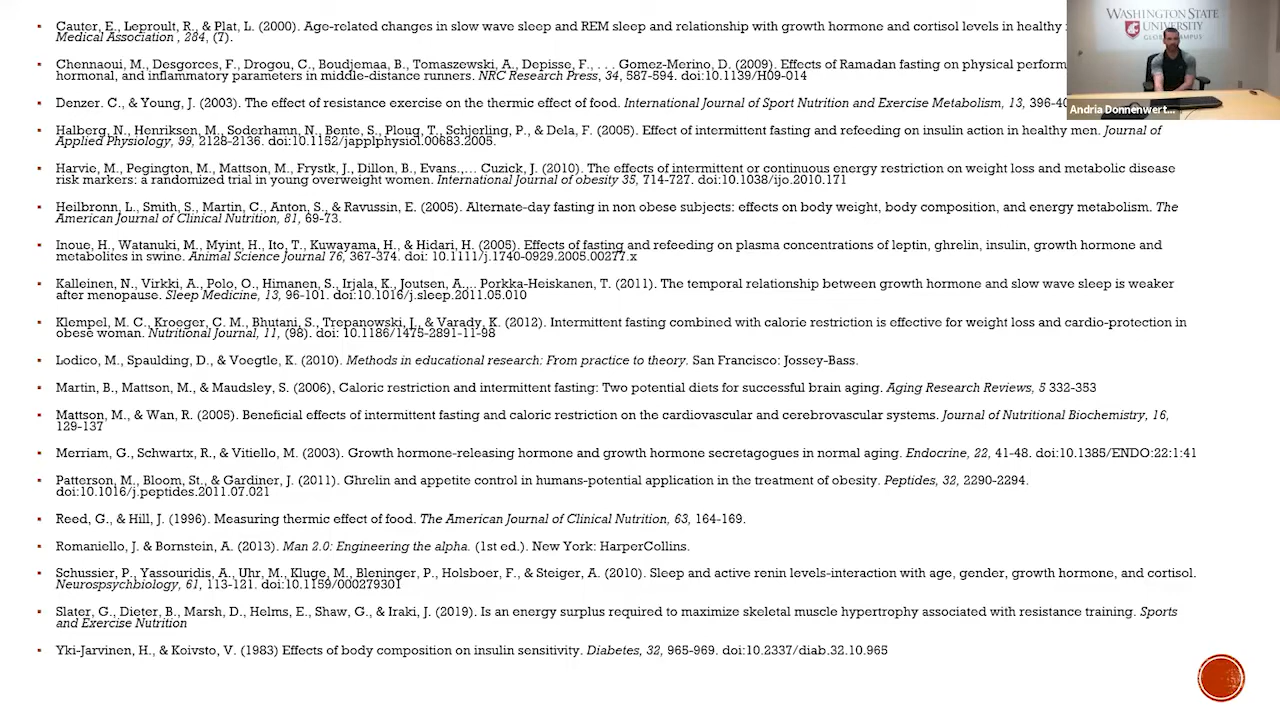 Cauter, E., Leproult, R., & Plat, L. (2000). Age-related changes in slow wave sleep and REM sleep and relationship with growth hormone and cortisol levels in healthy
Medical Association , 284, (7).
Chennaoui, M., Desgorces, F., Drogou, C., Boudjemaa, B., Tomaszewski, A., Depisse, F., . . . Gomez-Merino, D. (2009). Effects of Ramadan fasting on physical perform
hormonal, and inflammatory parameters in middle-distance runners. NRC Research Press, 34, 587-594. doi:10.1139/H09-014
Denzer. C., & Young, J. (2003). The effect of resistance exercise on the thermic effect of food. International Journal of Sport Nutrition and Exercise Metabolism, 13, 396-40
Halberg, N., Henriksen, M., Soderhamn, N., Bente, S., Ploug, T., Schjerling, P., & Dela, F. (2005). Effect of intermittent fasting and refeeding on insulin action in healthy men. Journal of
Applied Physiology, 99, 2128-2136. doi:10.1152/japplphysiol.00683.2005.
Harvie, M., Pegington, M., Mattson, M., Frystk, J., Dillon, B., Evans.,… Cuzick, J. (2010). The effects of intermittent or continuous energy restriction on weight loss and metabolic disease
risk markers: a randomized trial in young overweight women. International Journal of obesity 35, 714-727. doi:10.1038/ijo.2010.171
Heilbronn, L., Smith, S., Martin, C., Anton, S., & Ravussin, E. (2005). Alternate-day fasting in non obese subjects: effects on body weight, body composition, and energy metabolism. The
American Journal of Clinical Nutrition, 81, 69-73.
Inoue, H., Watanuki, M., Myint, H., Ito, T., Kuwayama, H., & Hidari, H. (2005). Effects of fasting and refeeding on plasma concentrations of leptin, ghrelin, insulin, growth hormone and
metabolites in swine. Animal Science Journal 76, 367-374. doi: 10.1111/j.1740-0929.2005.00277.x
Kalleinen, N., Virkki, A., Polo, O., Himanen, S., Irjala, K., Joutsen, A.,.. Porkka-Heiskanen, T. (2011). The temporal relationship between growth hormone and slow wave sleep is weaker
after menopause. Sleep Medicine, 13, 96-101. doi:10.1016/j.sleep.2011.05.010
Klempel, M. C., Kroeger, C. M., Bhutani, S., Trepanowski, J., & Varady, K. (2012). Intermittent fasting combined with calorie restriction is effective for weight loss and cardio-protection in
obese woman. Nutritional Journal, 11, (98). doi: 10.1186/1475-2891-11-98
Lodico, M., Spaulding, D., & Voegtle, K. (2010). Methods in educational research: From practice to theory. San Francisco: Jossey-Bass.
Martin, B., Mattson, M., & Maudsley, S. (2006), Caloric restriction and intermittent fasting: Two potential diets for successful brain aging. Aging Research Reviews, 5 332-353
Mattson, M., & Wan, R. (2005). Beneficial effects of intermittent fasting and caloric restriction on the cardiovascular and cerebrovascular systems. Journal of Nutritional Biochemistry, 16,
129-137
Merriam, G., Schwartx, R., & Vitiello, M. (2003). Growth hormone-releasing hormone and growth hormone secretagogues in normal aging. Endocrine, 22, 41-48. doi:10.1385/ENDO:22:1:41
Patterson, M., Bloom, St., & Gardiner, J. (2011). Ghrelin and appetite control in humans-potential application in the treatment of obesity. Peptides, 32, 2290-2294.
doi:10.1016/j.peptides.2011.07.021
Reed, G., & Hill, J. (1996). Measuring thermic effect of food. The American Journal of Clinical Nutrition, 63, 164-169.
Romaniello, J. & Bornstein, A. (2013). Man 2.0: Engineering the alpha. (1st ed.). New York: HarperCollins.
Schussier, P., Yassouridis, A., Uhr, M., Kluge, M., Bleninger, P., Holsboer, F., & Steiger, A. (2010). Sleep and active renin levels-interaction with age, gender, growth hormone, and cortisol.
Neurospsychbiology, 61, 113-121. doi:10.1159/000279301
Slater, G., Dieter, B., Marsh, D., Helms, E., Shaw, G., & Iraki, J. (2019). Is an energy surplus required to maximize skeletal muscle hypertrophy associated with resistance training. Sports
and Exercise Nutrition
Yki-Jarvinen, H., & Koivsto, V. (1983) Effects of body composition on insulin sensitivity. Diabetes, 32, 965-969. doi:10.2337/diab.32.10.965
WASHINGTON STATE
UNIVERSITY
GLOBAL CAMPUS
Andria Donnenwert...